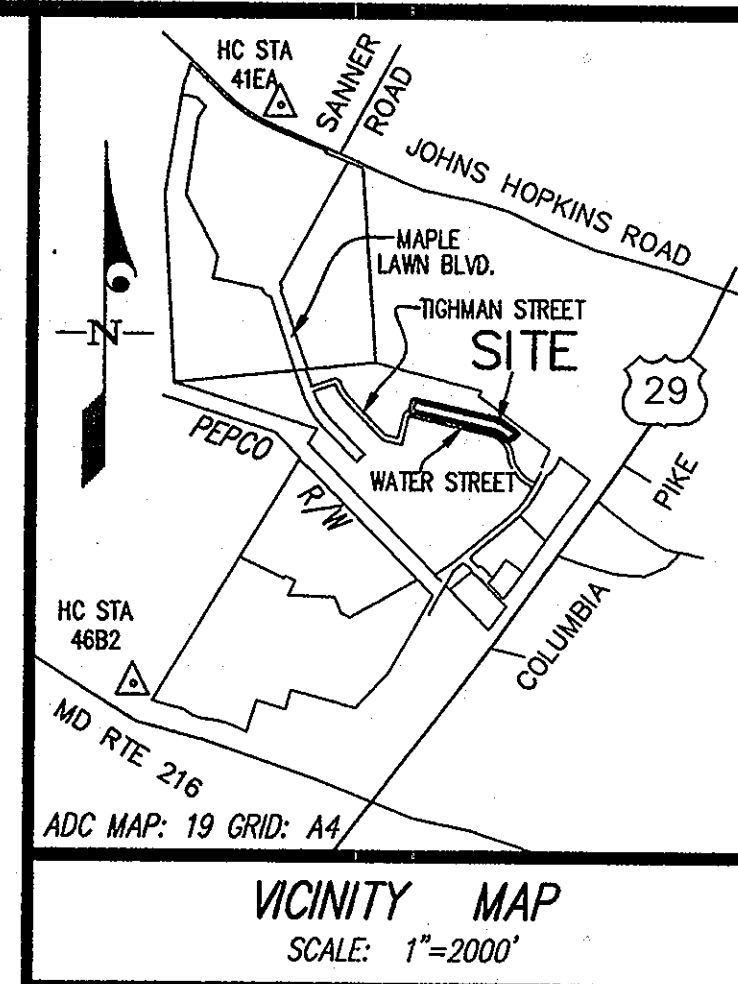 HC STA
41EA
SANNER
ROAD
JOHNS HOPKINS ROAD
MAPLE
LAWN BLVD.
TIGHMAN STREET
SITE
N
29
PEPCO
R/W
WATER STREET
PIKE
COLUMBIA
HC STA
46B2
MD RTE 216
ADC MAP: 19 GRID: A4
VICINITY MAP
SCALE: 1"=2000'